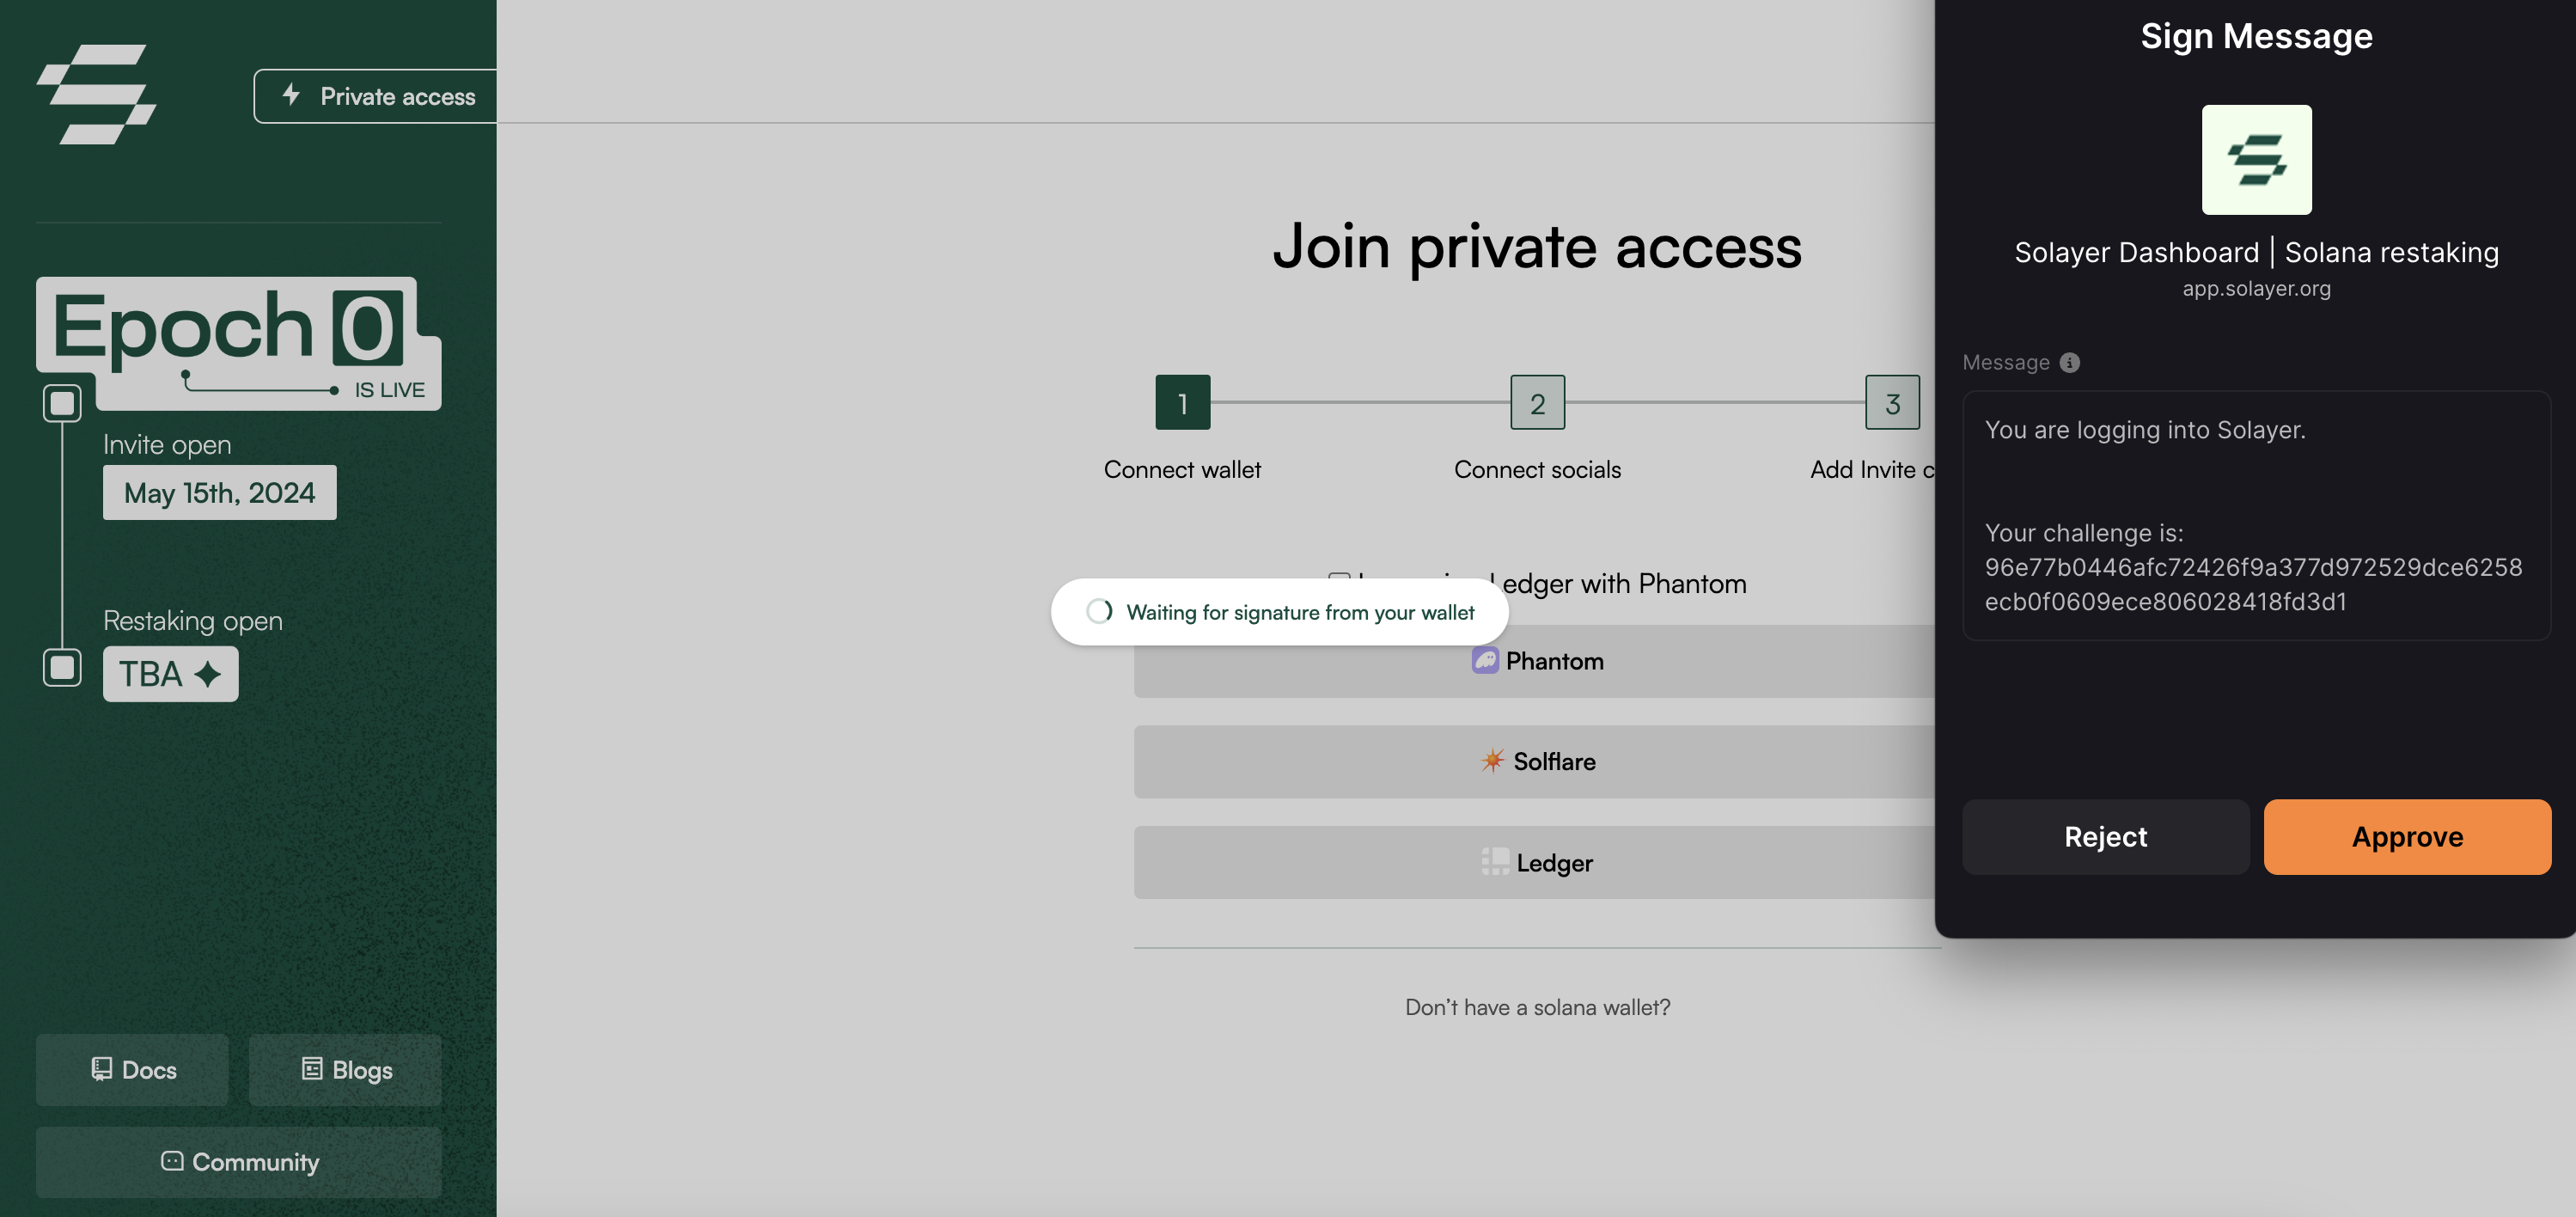 Private access
Epoch 0
IS LIVE
Invite open
May 15th, 2024
Restaking open
TBA
Docs
Blogs
Community
Join private access
1
2
3
Connect wallet
Connect socials
Add Invite
Ledger with Phantom
Waiting for signature from your wallet
Phantom
Solflare
Ledger
Don’t have a solana wallet?
Sign Message
Solayer Dashboard | Solana restaking
app.solayer.org
Message
You are logging into Solayer.
Your challenge is:
96e77b0446afc72426f9a377d972529dce6258
ecb0f0609ece806028418fd3d1
Reject
Approve